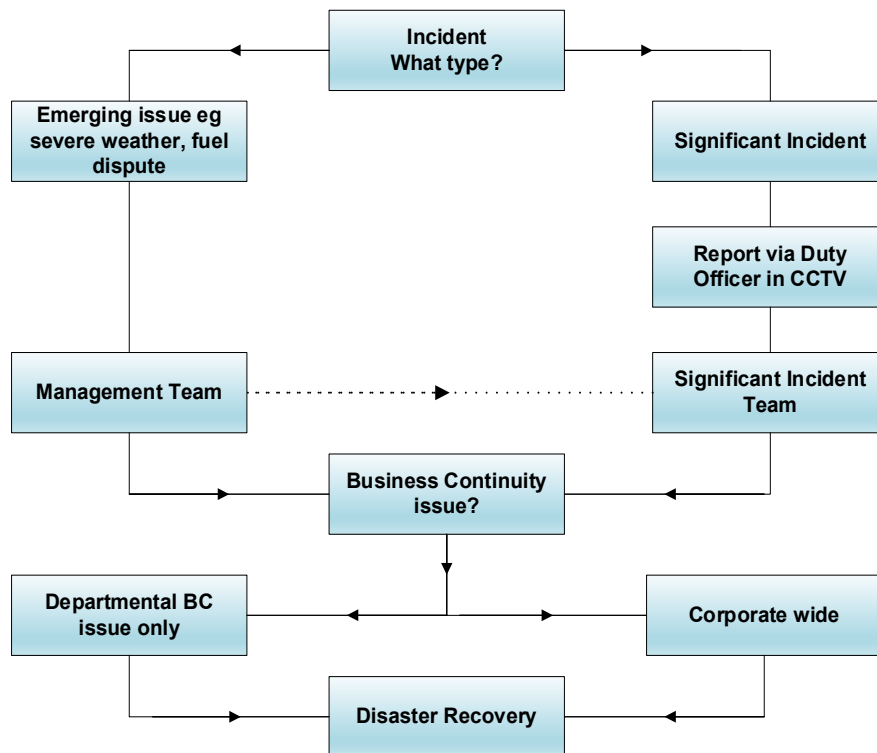 Incident
What type?
Emerging issue eg
severe weather, fuel
dispute
Significant Incident
Report via Duty
Officer in CCTV
Management Team
Significant Incident
Team
Business Continuity
issue?
Departmental BC
issue only
Corporate wide
Disaster Recovery